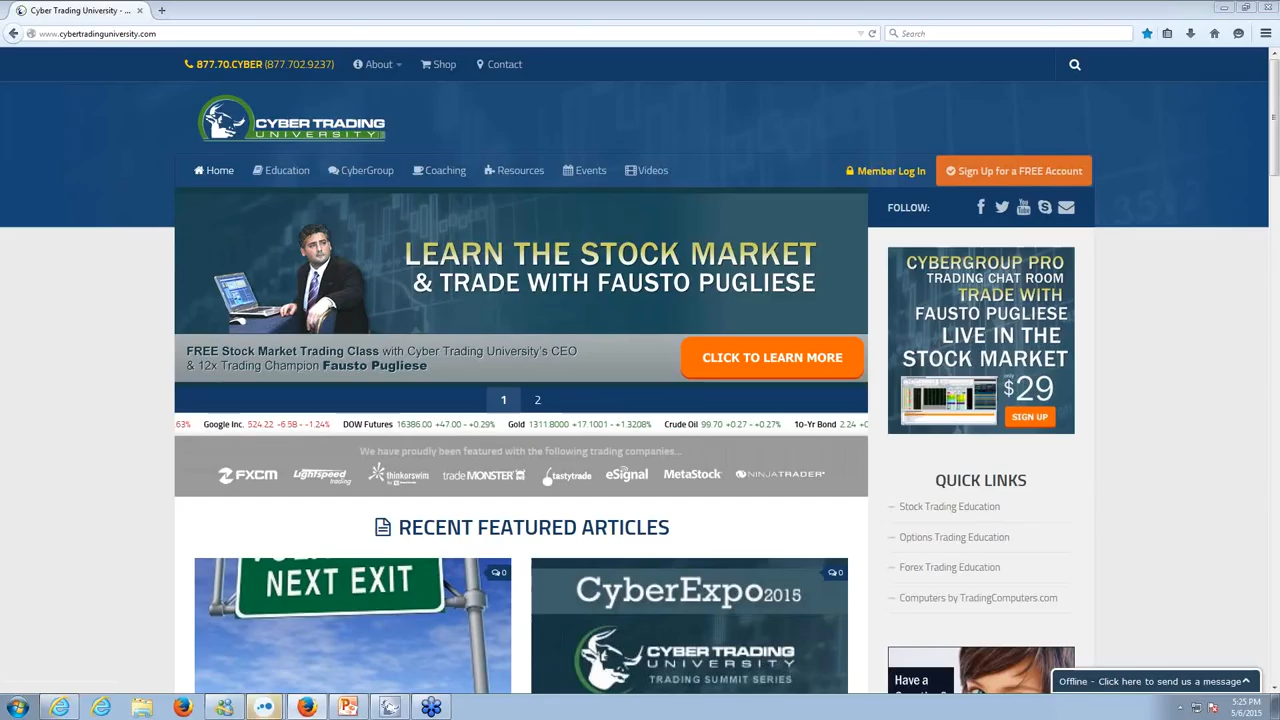 Cyber Trading University - ...
www.cybertradinguniversity.com
Search
877.70.CYBER (877.702.9237)
About
Shop
Contact
CYBER TRADING
UNIVERSITY
Home
Education
CyberGroup
Coaching
Resources
Events
Videos
Member Log In
Sign Up for a FREE Account
FOLLOW:
LEARN THE STOCK MARKET
& TRADE WITH FAUSTO PUGLIESE
FREE Stock Market Trading Class with Cyber Trading University's CEO
& 12x Trading Champion Fausto Pugliese
CLICK TO LEARN MORE
1 2
.63% Google Inc. 524.22 -6.58 - -1.24% DOW Futures 16386.00 +47.00 - +0.29% Gold 1311.8000 +17.1001 - +1.3208% Crude Oil 99.70 +0.27 - +0.27% 10-Yr Bond 2.24 +0
We have proudly been featured with the following trading companies...
FXCM
Lightspeed
trading
thinkorswim
tradeMONSTER
tastytrade
eSignal
MetaStock
NINJATRADER
CYBERGROUP PRO
TRADING CHAT ROOM
TRADE WITH
FAUSTO PUGLIESE
LIVE IN THE
STOCK MARKET
only
$29
SIGN UP
QUICK LINKS
Stock Trading Education
Options Trading Education
Forex Trading Education
Computers by TradingComputers.com
RECENT FEATURED ARTICLES
0
NEXT EXIT
0
CyberExpo2015
CYBER TRADING
UNIVERSITY
TRADING SUMMIT SERIES
Have a
Offline - Click here to send us a message
5:25 PM
5/6/2015